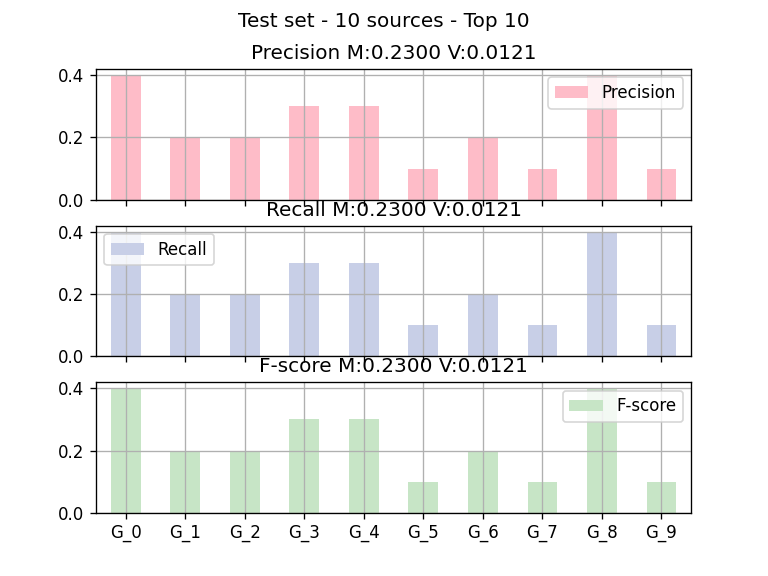 Test set - 10 sources - Top 10
Precision M:0.2300 V:0.0121
0.4
0.2
0.0
Precision
Recall M:0.2300 V:0.0121
0.4
0.2
0.0
Recall
F-score M:0.2300 V:0.0121
0.4
0.2
0.0
F-score
G_0 G_1 G_2 G_3 G_4 G_5 G_6 G_7 G_8 G_9